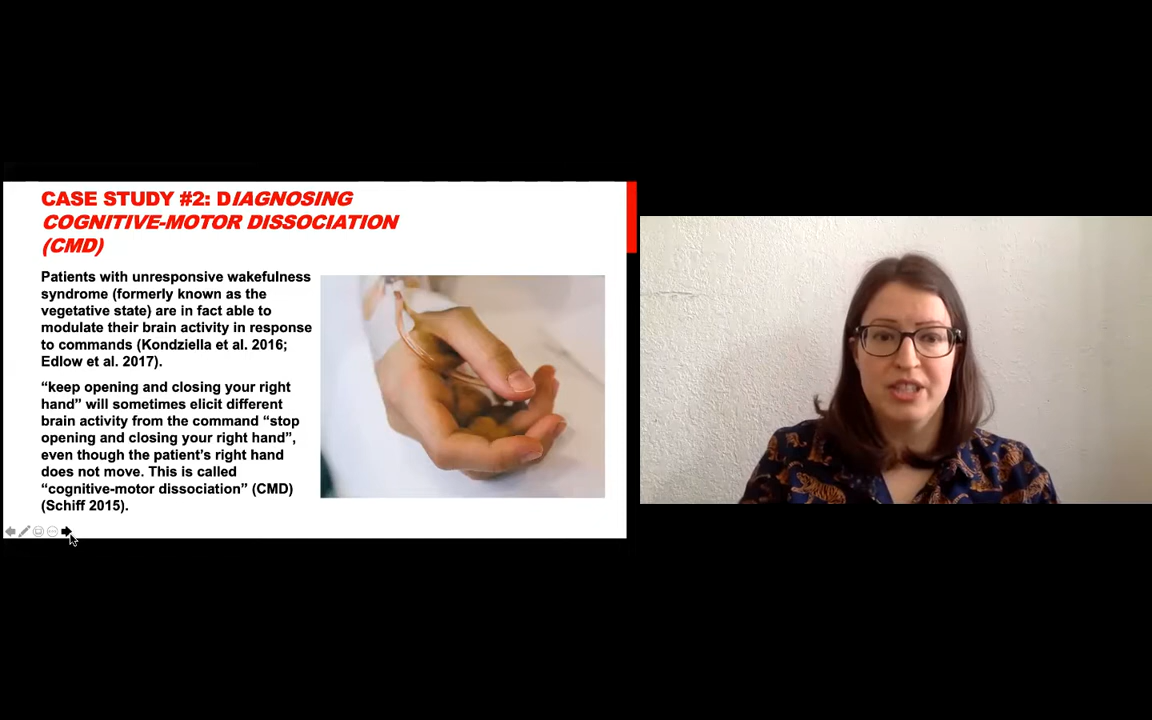 CASE STUDY #2: DIAGNOSING
COGNITIVE-MOTOR DISSOCIATION
(CMD)
Patients with unresponsive wakefulness
syndrome (formerly known as the
vegetative state) are in fact able to
modulate their brain activity in response
to commands (Kondziella et al. 2016;
Edlow et al. 2017).
“keep opening and closing your right
hand” will sometimes elicit different
brain activity from the command “stop
opening and closing your right hand”,
even though the patient’s right hand
does not move. This is called
“cognitive-motor dissociation” (CMD)
(Schiff 2015).